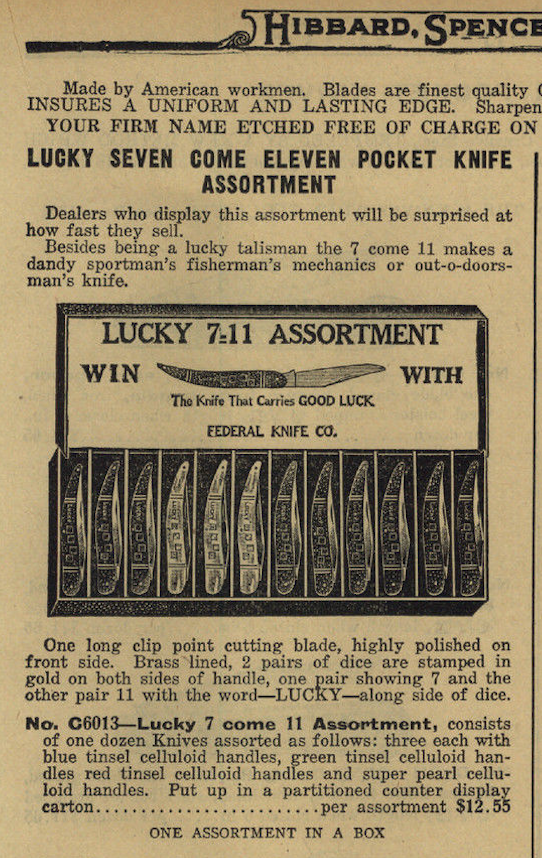 HIBBARD, SPENCE
Made by American workmen. Blades are finest quality
INSURES A UNIFORM AND LASTING EDGE. Sharpen
YOUR FIRM NAME ETCHED FREE OF CHARGE ON
LUCKY SEVEN COME ELEVEN POCKET KNIFE
ASSORTMENT
Dealers who display this assortment will be surprised at
how fast they sell.
Besides being a lucky talisman the 7 come 11 makes a
dandy sportman's fisherman's mechanics or out-o-doors-
man's knife.
LUCKY 7-11 ASSORTMENT
WIN WITH
The Knife That Carries GOOD LUCK
FEDERAL KNIFE CO.
One long clip point cutting blade, highly polished on
front side. Brass lined, 2 pairs of dice are stamped in
gold on both sides of handle, one pair showing 7 and the
other pair 11 with the word—LUCKY—along side of dice.
No. G6013—Lucky 7 come 11 Assortment, consists
of one dozen Knives assorted as follows: three each with
blue tinsel celluloid handles, green tinsel celluloid han-
dles red tinsel celluloid handles and super pearl cellu-
loid handles. Put up in a partitioned counter display
carton........................per assortment $12.55
ONE ASSORTMENT IN A BOX